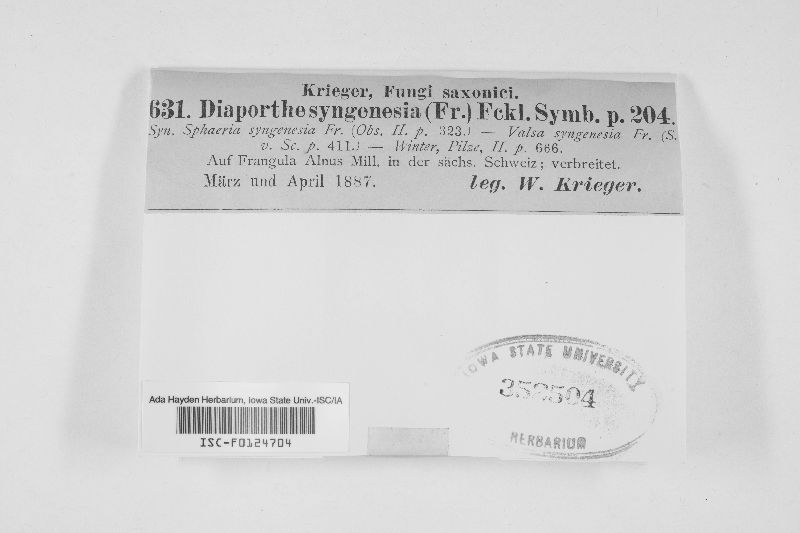 Krieger, Fungi saxonici.
631. Diaporthe syngenesia (Fr.) Fckl. Symb. p. 204.
Syn. Sphaeria syngenesia Fr. (Obs. II. p. 323.) — Valsa syngenesia Fr. (S.
v. Sc. p. 411.) — Winter, Pilze, II. p. 666.
Auf Frangula Alnus Mill. in der sächs. Schweiz; verbreitet.
März und April 1887. leg. W. Krieger.
IOWA STATE UNIVERSITY
352504
HERBARIUM
Ada Hayden Herbarium, Iowa State Univ.-ISC/IA
ISC-F0124704